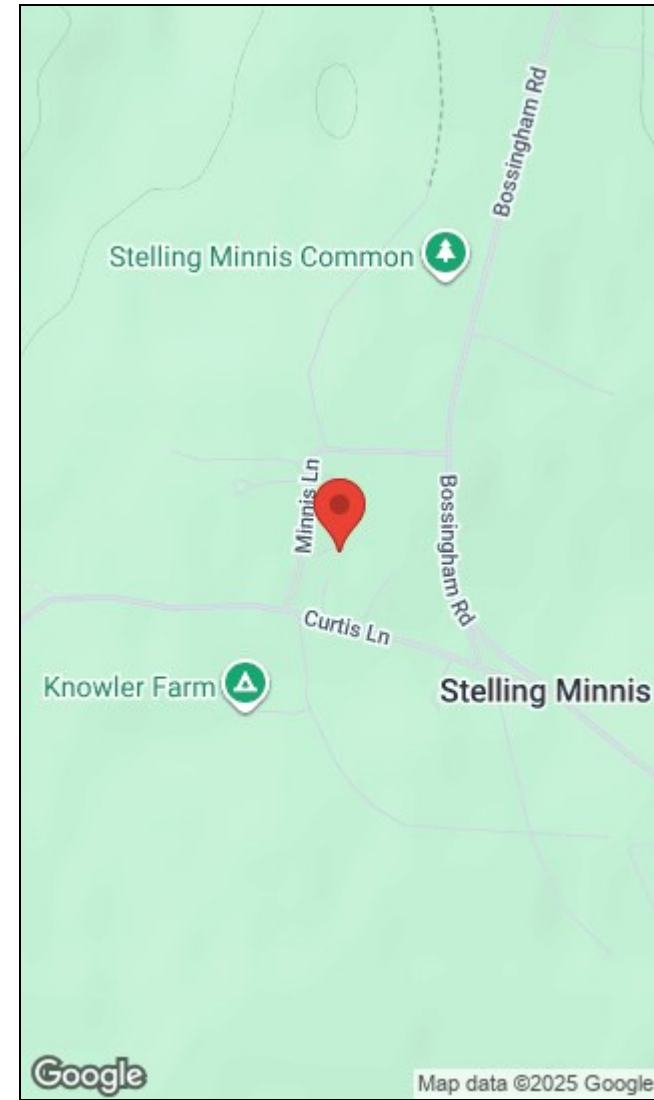 Bossingham Rd
Stelling Minnis Common
Minnis Ln
Bossingham Rd
Curtis Ln
Knowler Farm
Stelling Minnis
Google
Map data ©2025 Google